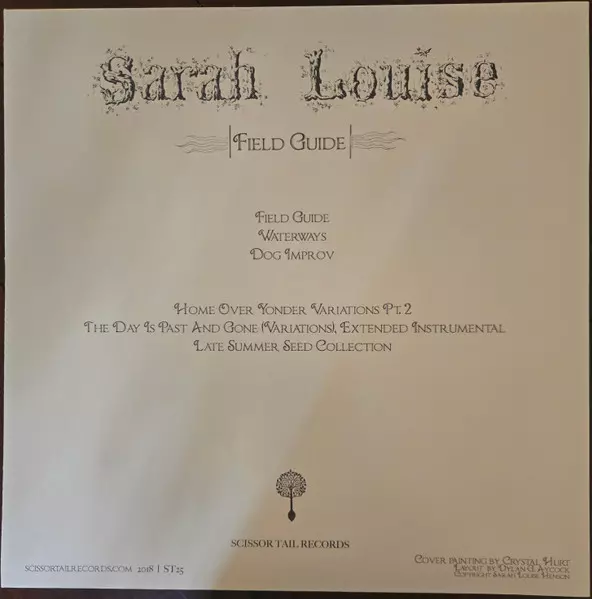 Sarah Louise
Field Guide
Field Guide
Waterways
Dog Improv
Home Over Yonder Variations Pt. 2
The Day Is Past And Gone (Variations), Extended Instrumental
Late Summer Seed Collection
SCISSOR TAIL RECORDS
SCISSORTAILRECORDS.COM 2018 | ST25
Cover painting by Crystal Hurt
Layout by Dylan G. Aycock
Copyright Sarah Louise Henson